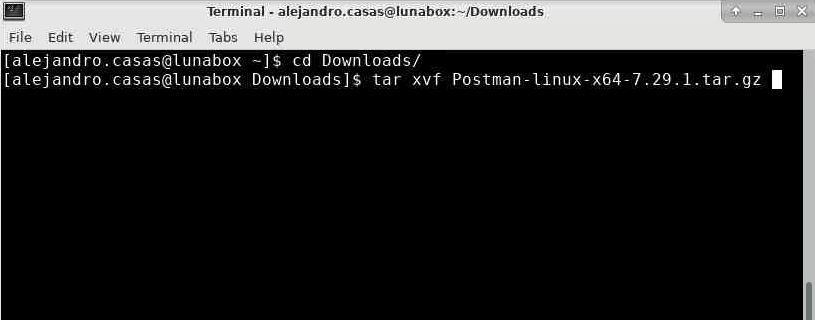 Terminal - alejandro.casas@lunabox:~/Downloads
File Edit View Terminal Tabs Help
[alejandro.casas@lunabox ~]$ cd Downloads/
[alejandro.casas@lunabox Downloads]$ tar xvf Postman-linux-x64-7.29.1.tar.gz